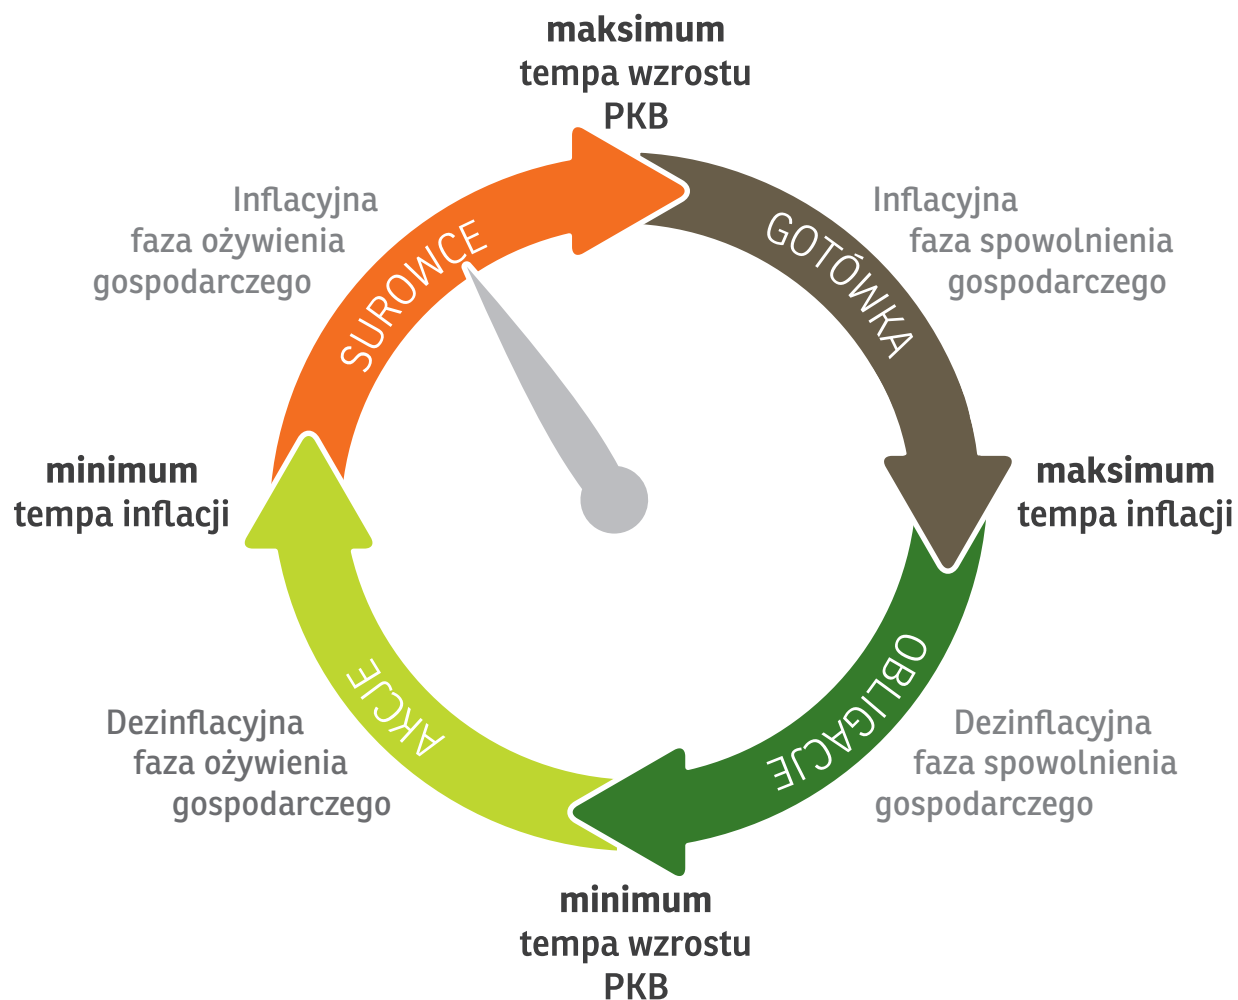 maksimum
tempa wzrostu
PKB
Inflacyjna
faza ożywienia
gospodarczego
SUROWCE
GOTÓWKA
Inflacyjna
faza spowolnienia
gospodarczego
minimum
tempa inflacji
maksimum
tempa inflacji
Dezinflacyjna
faza ożywienia
gospodarczego
AKCJE
OBLIGACJE
Dezinflacyjna
faza spowolnienia
gospodarczego
minimum
tempa wzrostu
PKB